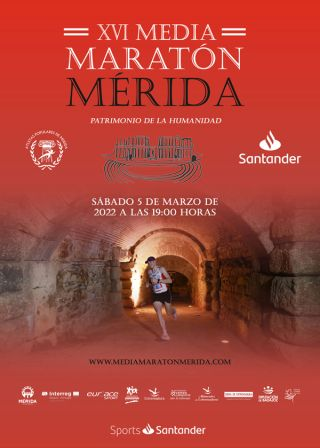 XVI MEDIA
MARATÓN
MÉRIDA
PATRIMONIO DE LA HUMANIDAD
Santander
SÁBADO 5 DE MARZO DE
2022 A LAS 19:00 HORAS
WWW.MEDIAMARATONMERIDA.COM
MÉRIDA
Interreg
Sports Santander